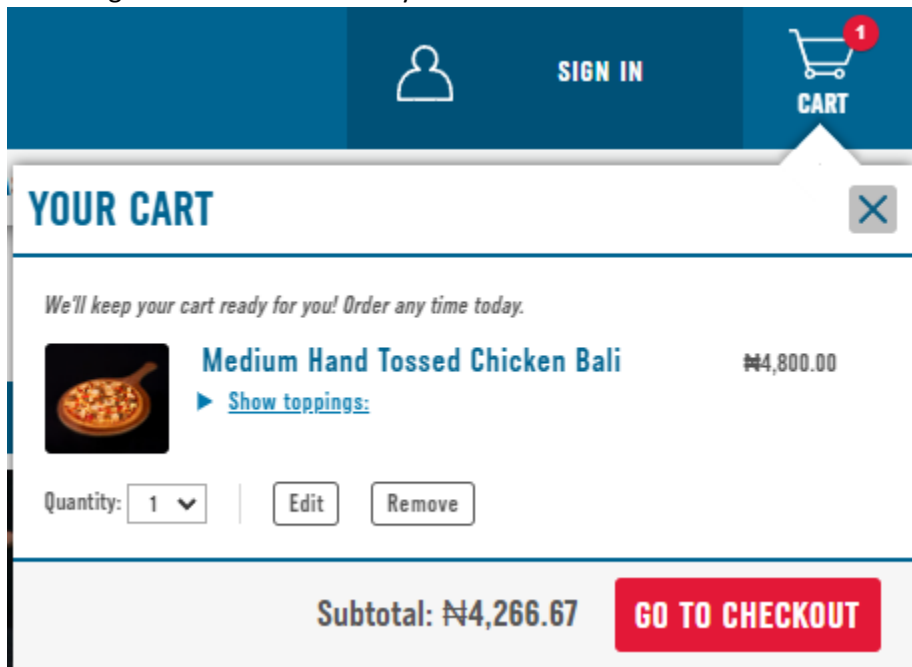 1
SIGN IN
CART
YOUR CART
We'll keep your cart ready for you! Order any time today.
Medium Hand Tossed Chicken Bali ₦4,800.00
Show toppings:
Quantity: 1 Edit Remove
Subtotal: ₦4,266.67 GO TO CHECKOUT